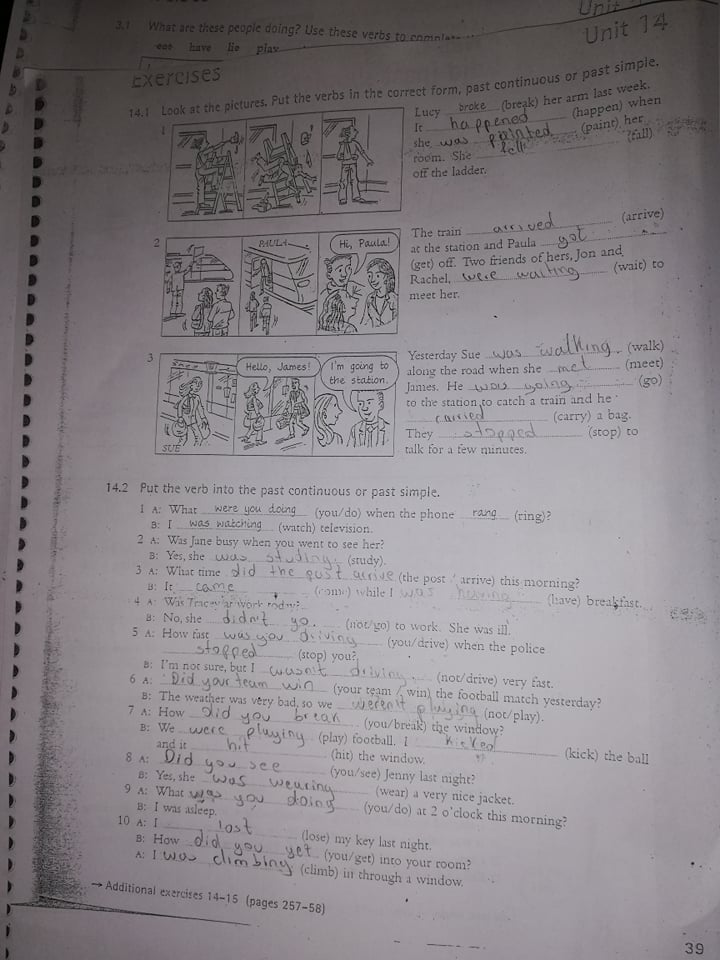 Unit
3.1 What are these people doing? Use these verbs to
eat have lie play
Unit 14
Exercises
14.1 Look at the pictures. Put the verbs in the correct form, past continuous or past simple.
1
Lucy broke (break) her arm last week.
It happened (happen) when
she was painted (paint) her
room. She fell (fall)
off the ladder.
2
PAULA
Hi, Paula!
The train arrived (arrive)
at the station and Paula got
(get) off. Two friends of hers, Jon and
Rachel, were waiting (wait) to
meet her.
3
SUE
Hello, James!
I'm going to
the station.
Yesterday Sue was walking (walk)
along the road when she met (meet)
James. He was going (go)
to the station to catch a train and he
carried (carry) a bag.
They stopped (stop) to
talk for a few minutes.
14.2 Put the verb into the past continuous or past simple.
1 A: What were you doing (you/do) when the phone rang (ring)?
B: I was watching (watch) television.
2 A: Was Jane busy when you went to see her?
B: Yes, she was studing (study).
3 A: What time did the post arrive (the post / arrive) this morning?
B: It came (come) while I was having (have) breakfast.
4 A: Was Tracey at work today?
B: No, she didn't go (not/go) to work. She was ill.
5 A: How fast was you driving (you/drive) when the police
stopped (stop) you?
B: I'm not sure, but I wasn't driving (not/drive) very fast.
6 A: Did your team win (your team / win) the football match yesterday?
B: The weather was very bad, so we weren't playing (not/play).
7 A: How did you break (you/break) the window?
B: We were playing (play) football. I kicked (kick) the ball
and it hit (hit) the window.
8 A: Did you see (you/see) Jenny last night?
B: Yes, she was wearing (wear) a very nice jacket.
9 A: What was you doing (you/do) at 2 o'clock this morning?
B: I was asleep.
10 A: I lost (lose) my key last night.
B: How did you get (you/get) into your room?
A: I was climbing (climb) in through a window.
→ Additional exercises 14–15 (pages 257–58)
39